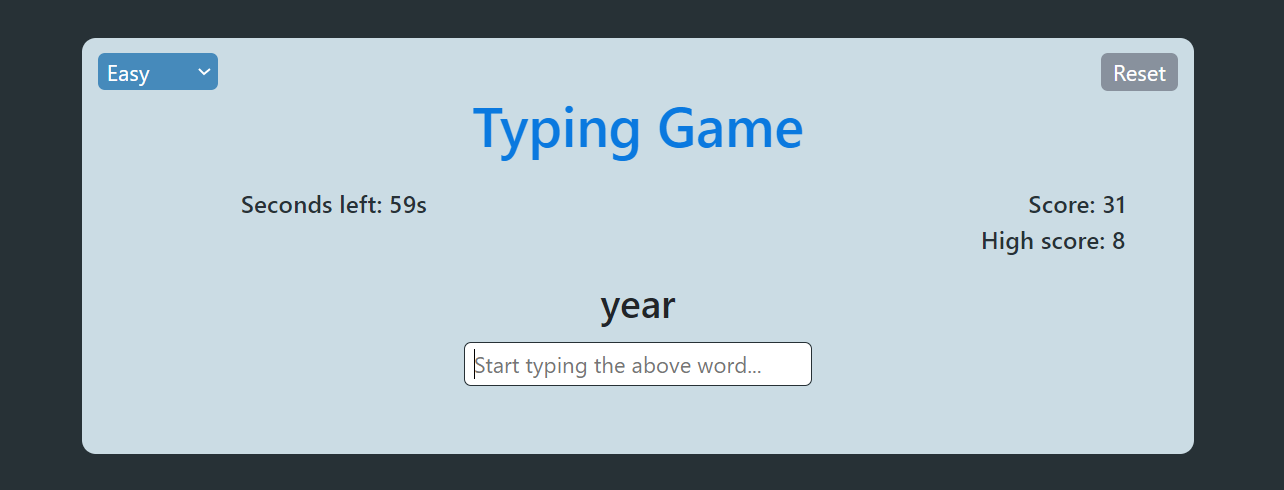 Easy
Reset
Typing Game
Seconds left: 59s
Score: 31
High score: 8
year
Start typing the above word...